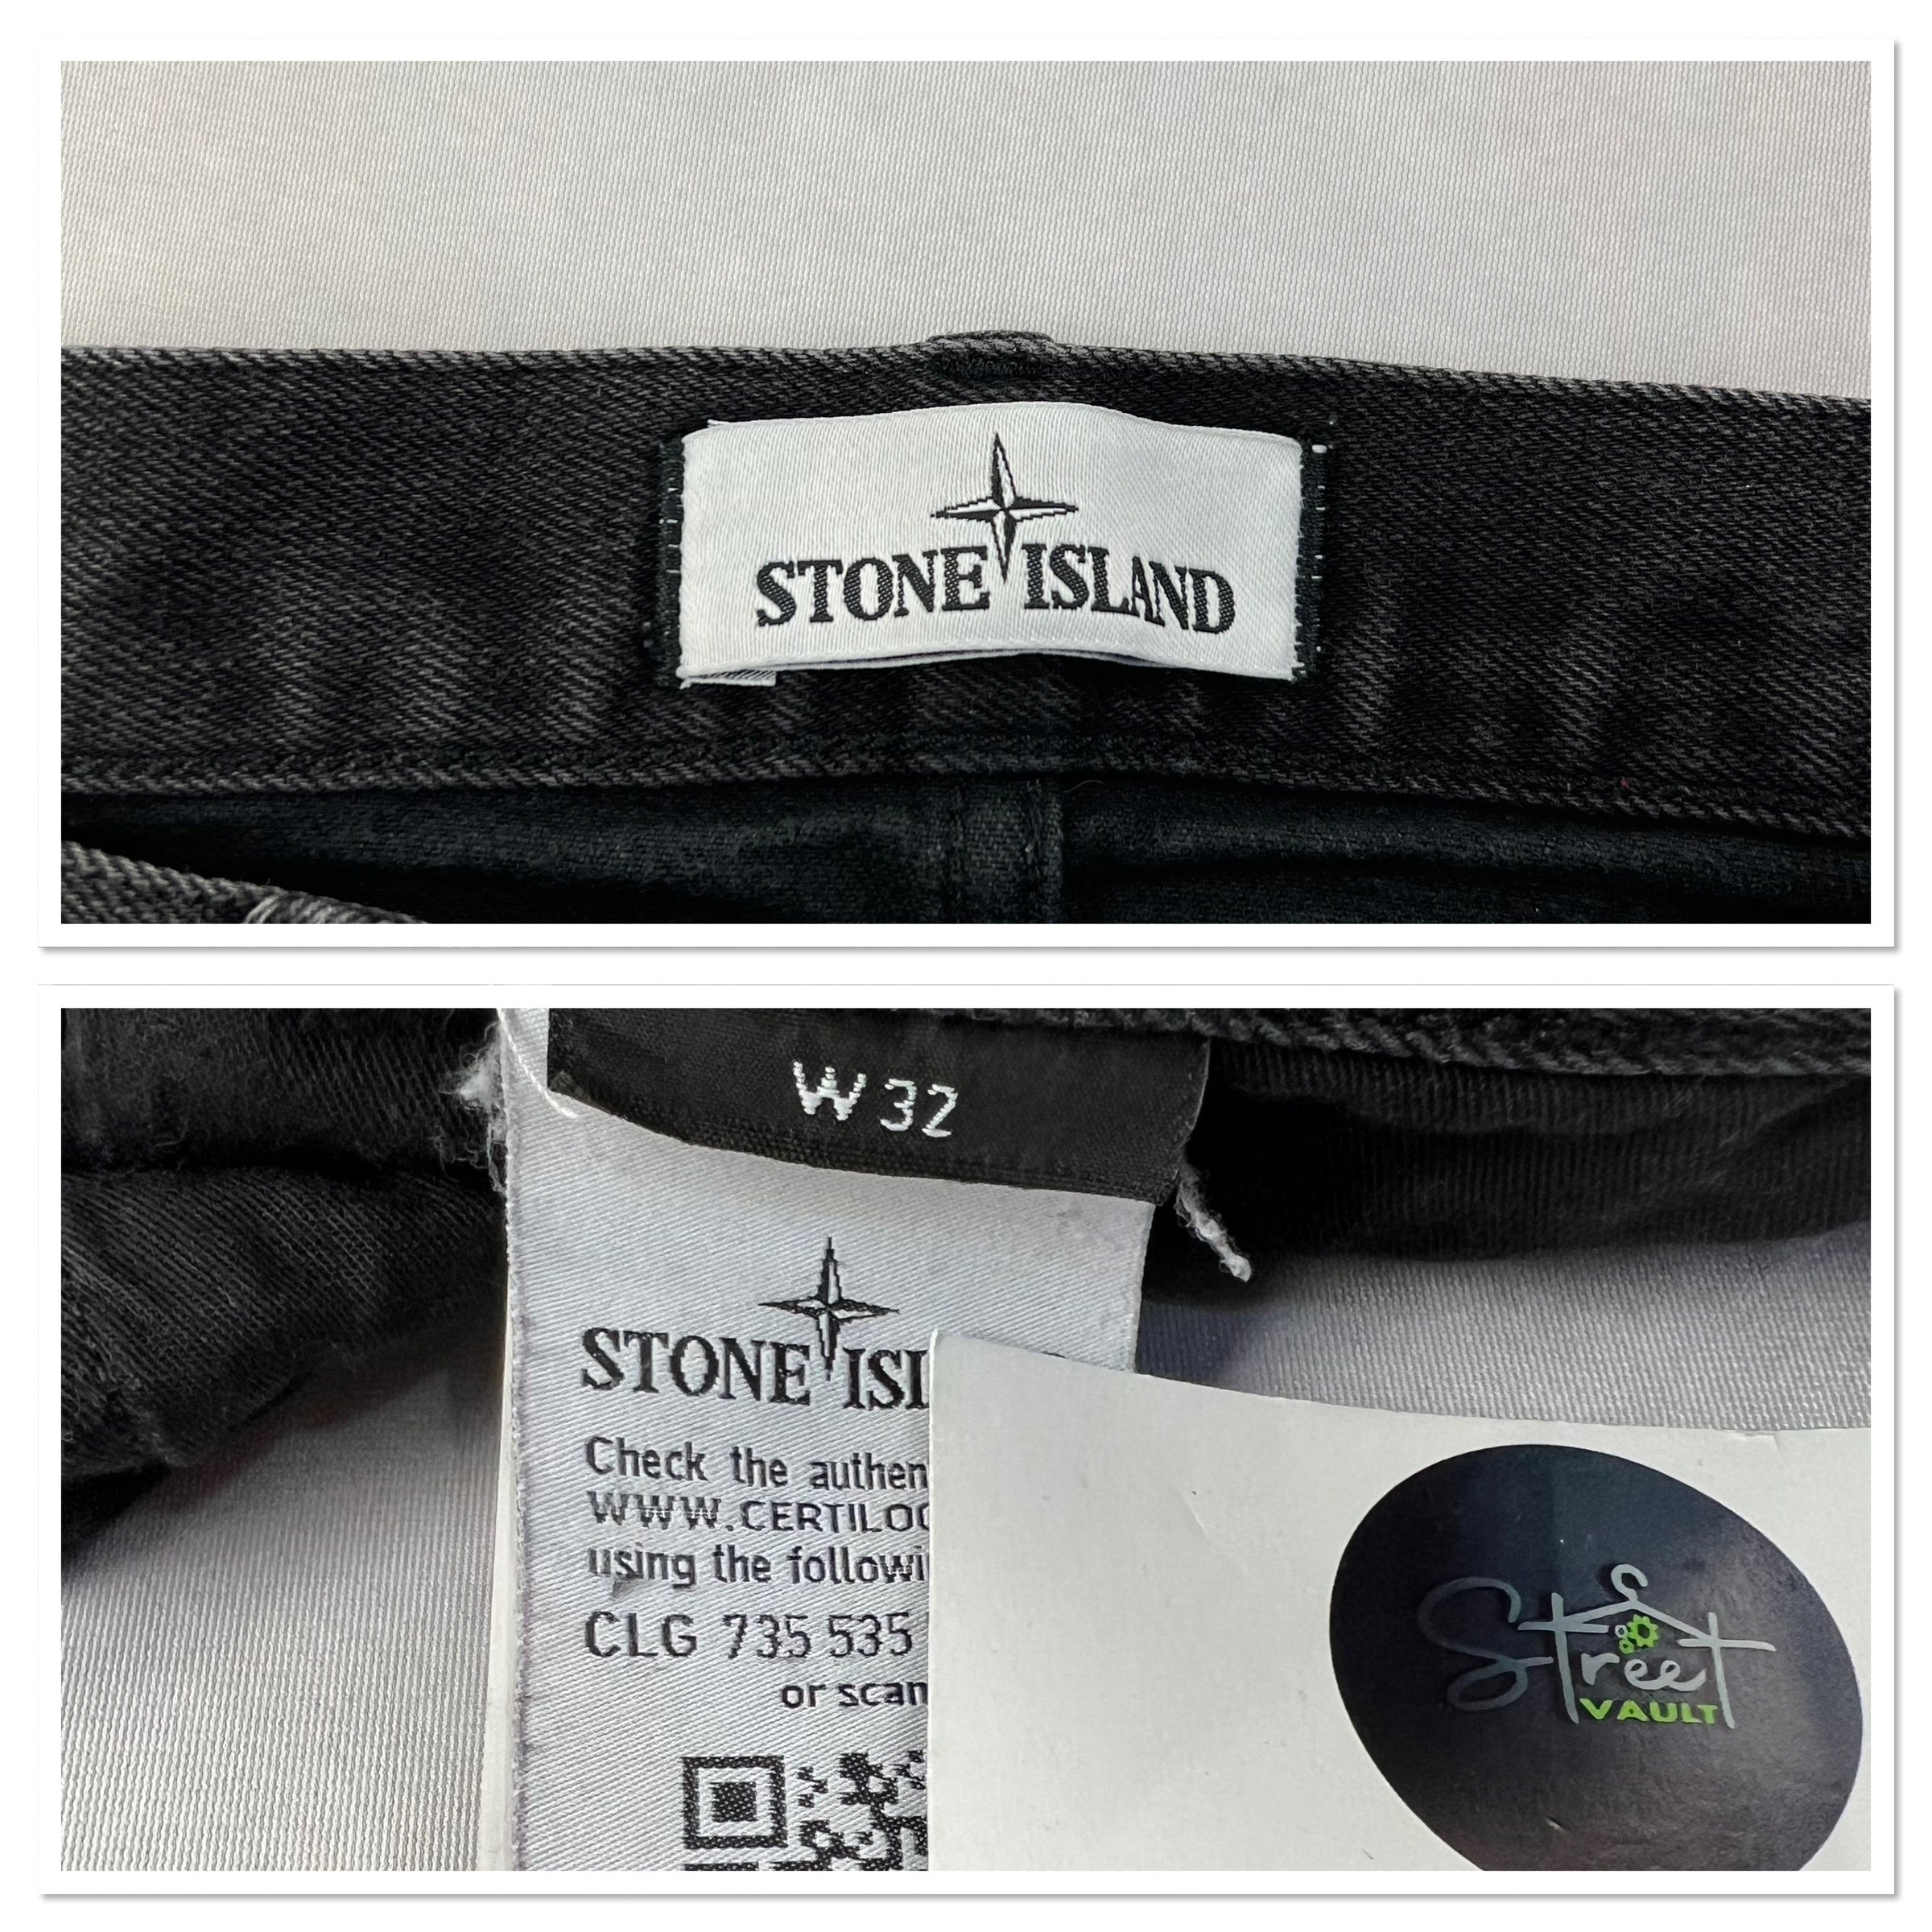 STONE ISLAND
W 32
STONE ISL
Check the authen
WWW.CERTILOG
using the followi
CLG 735 535
or scan
Street
VAULT